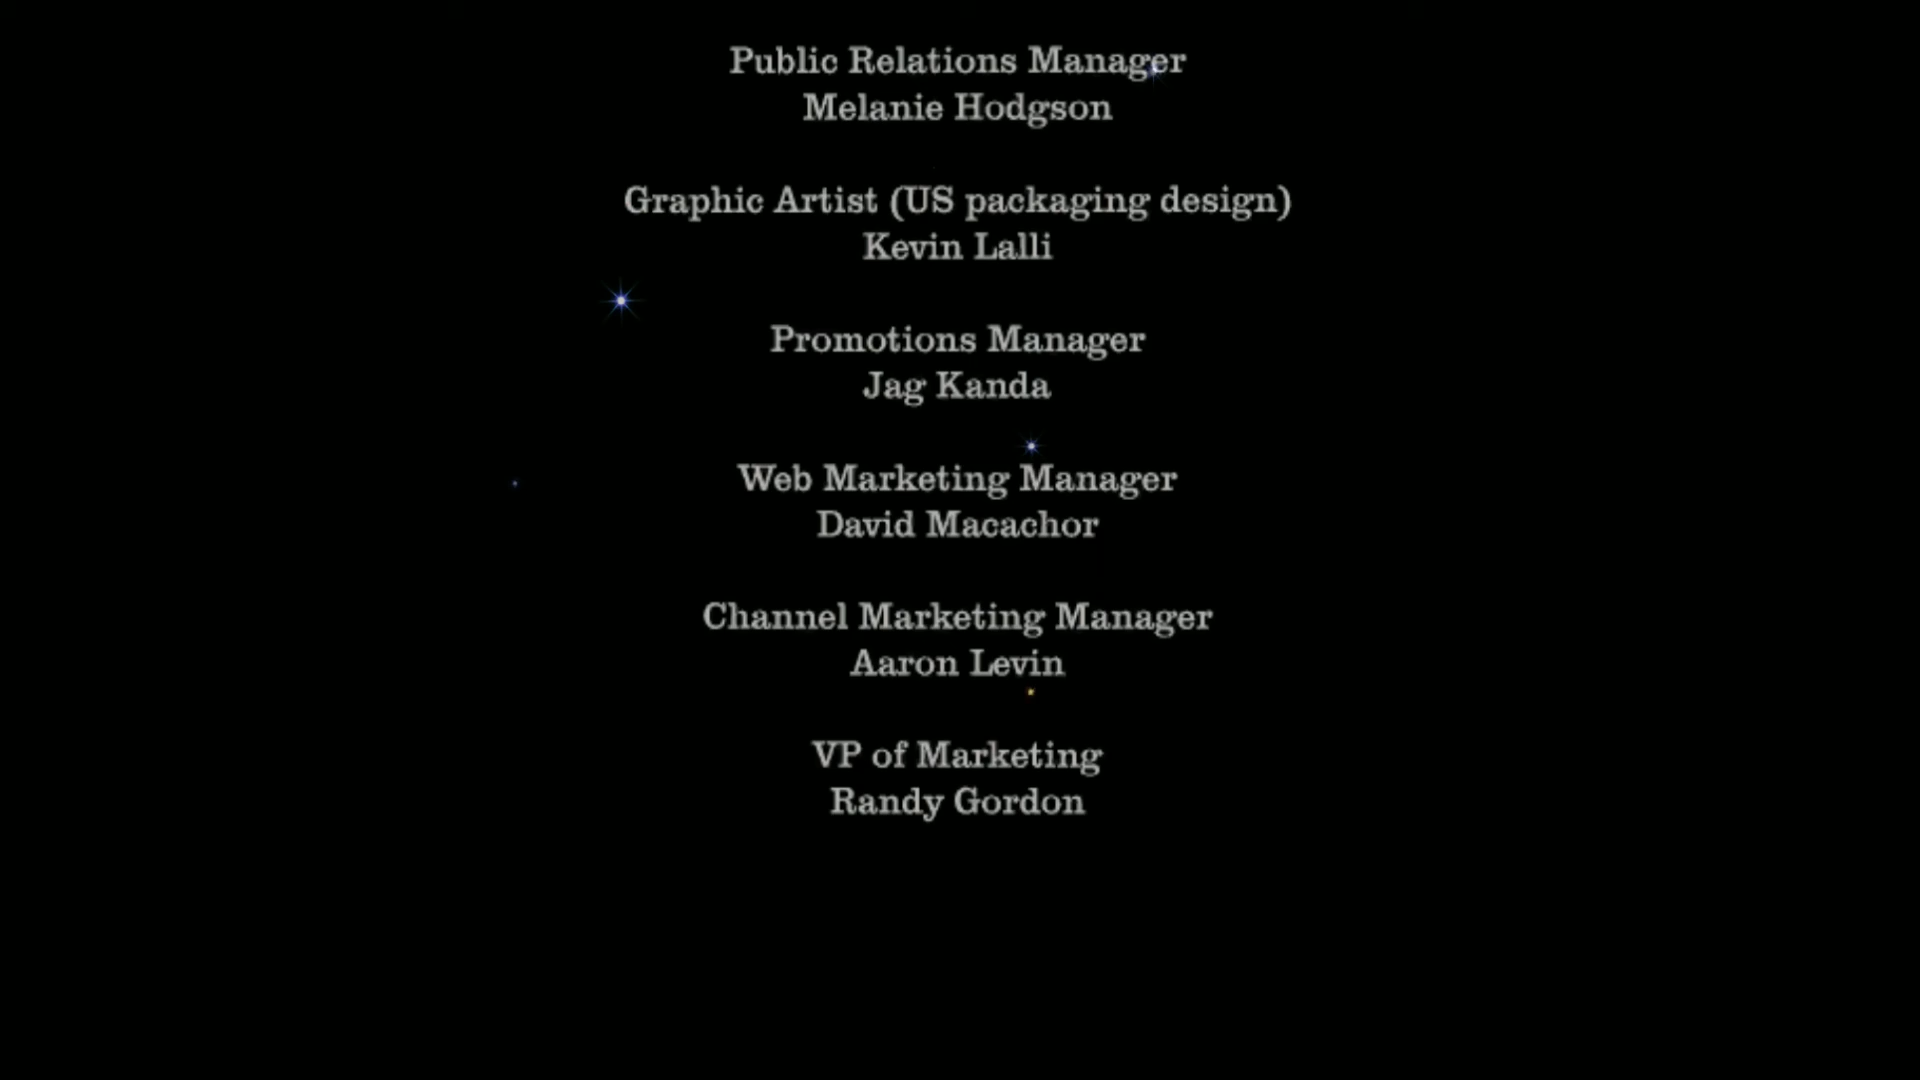 Public Relations Manager
Melanie Hodgson
Graphic Artist (US packaging design)
Kevin Lalli
Promotions Manager
Jag Kanda
Web Marketing Manager
David Macachor
Channel Marketing Manager
Aaron Levin
VP of Marketing
Randy Gordon